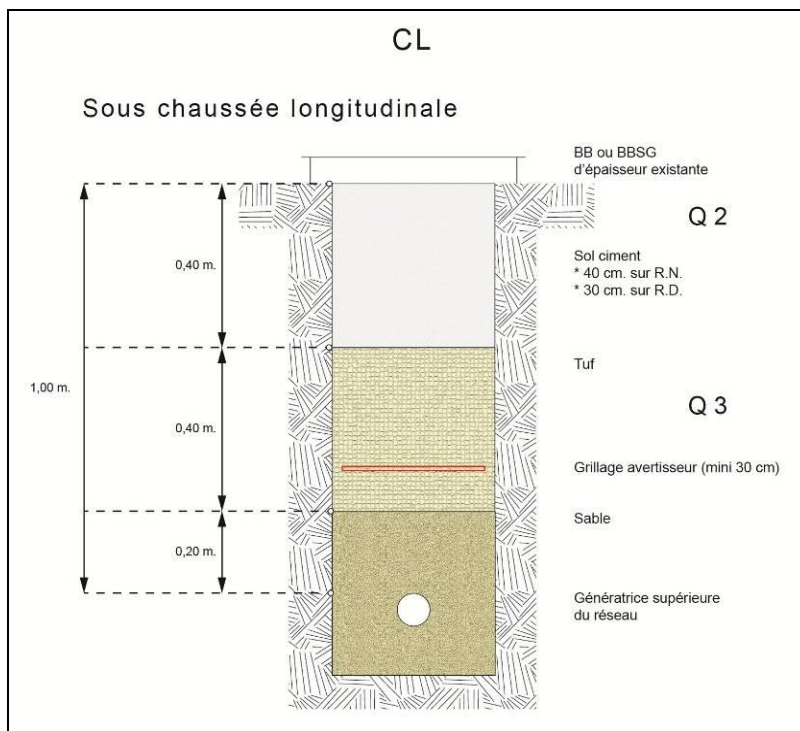 CL
Sous chaussée longitudinale
BB ou BBSG
d'épaisseur existante
Q 2
0,40 m.
Sol ciment
* 40 cm. sur R.N.
* 30 cm. sur R.D.
Tuf
1,00 m.
Q 3
0,40 m.
Grillage avertisseur (mini 30 cm)
Sable
0,20 m.
Génératrice supérieure
du réseau